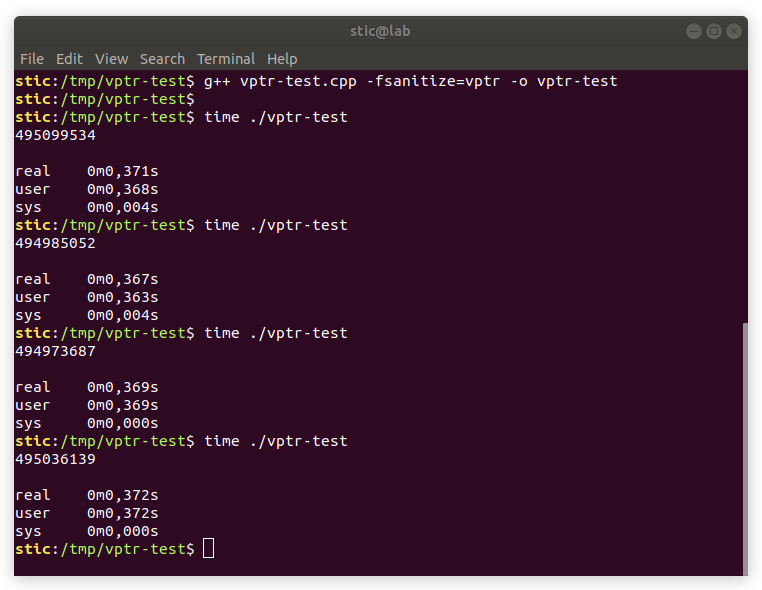 stic@lab
File Edit View Search Terminal Help
stic:/tmp/vptr-test$ g++ vptr-test.cpp -fsanitize=vptr -o vptr-test
stic:/tmp/vptr-test$
stic:/tmp/vptr-test$ time ./vptr-test
495099534
real 0m0,371s
user 0m0,368s
sys 0m0,004s
stic:/tmp/vptr-test$ time ./vptr-test
494985052
real 0m0,367s
user 0m0,363s
sys 0m0,004s
stic:/tmp/vptr-test$ time ./vptr-test
494973687
real 0m0,369s
user 0m0,369s
sys 0m0,000s
stic:/tmp/vptr-test$ time ./vptr-test
495036139
real 0m0,372s
user 0m0,372s
sys 0m0,000s
stic:/tmp/vptr-test$